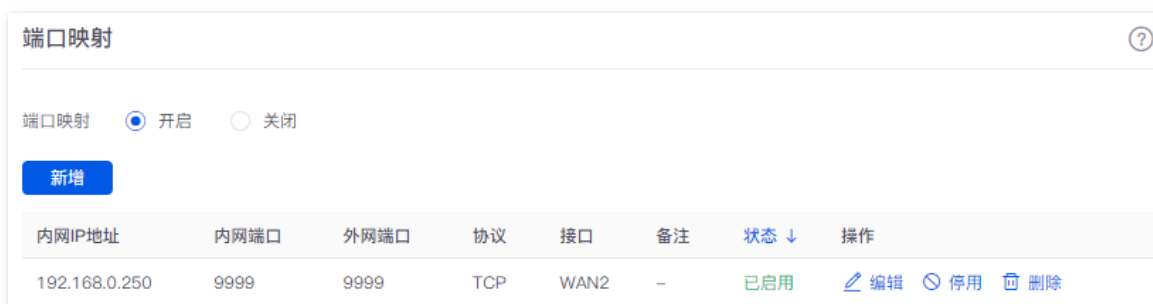 端口映射
端口映射 开启 关闭
新增
内网IP地址 内网端口 外网端口 协议 接口 备注 状态 ↓ 操作
192.168.0.250 9999 9999 TCP WAN2 – 已启用 编辑 停用 删除